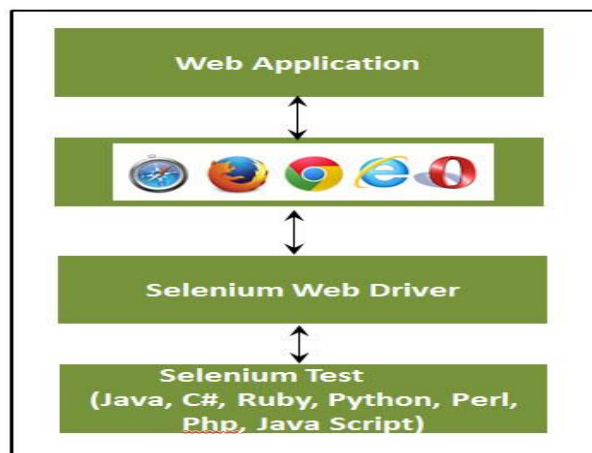 Web Application
Selenium Web Driver
Selenium Test
(Java, C#, Ruby, Python, Perl,
Php, Java Script)